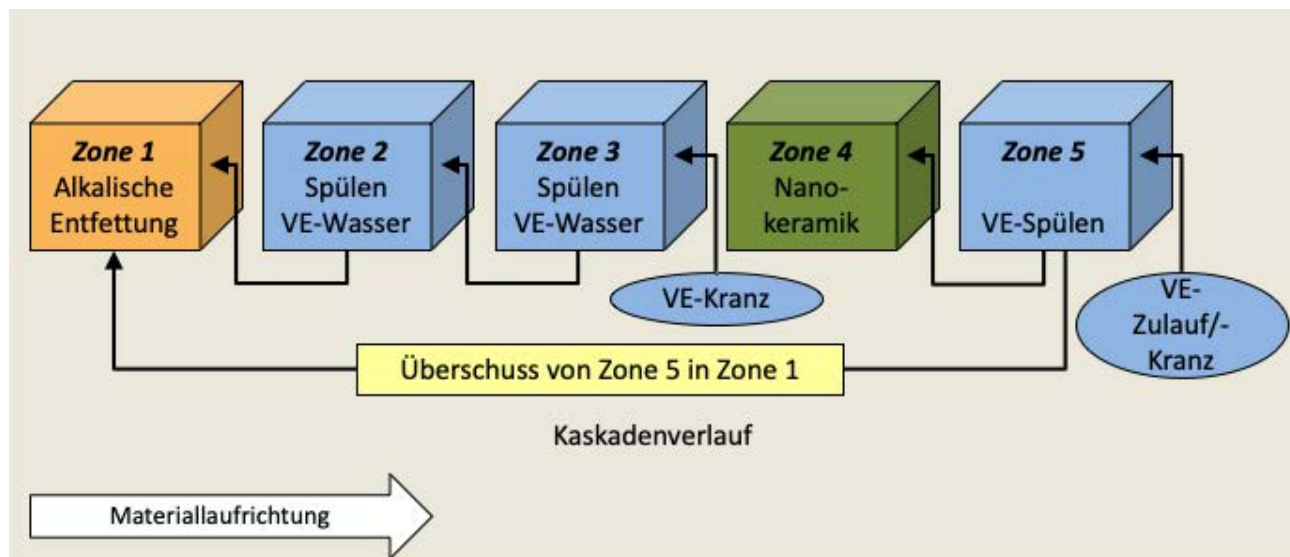 Zone 1
Alkalische
Entfettung
Zone 2
Spülen
VE-Wasser
Zone 3
Spülen
VE-Wasser
Zone 4
Nano-
keramik
Zone 5
VE-Spülen
VE-Kranz
VE-
Zulauf/-
Kranz
Überschuss von Zone 5 in Zone 1
Kaskadenverlauf
Materiallaufrichtung